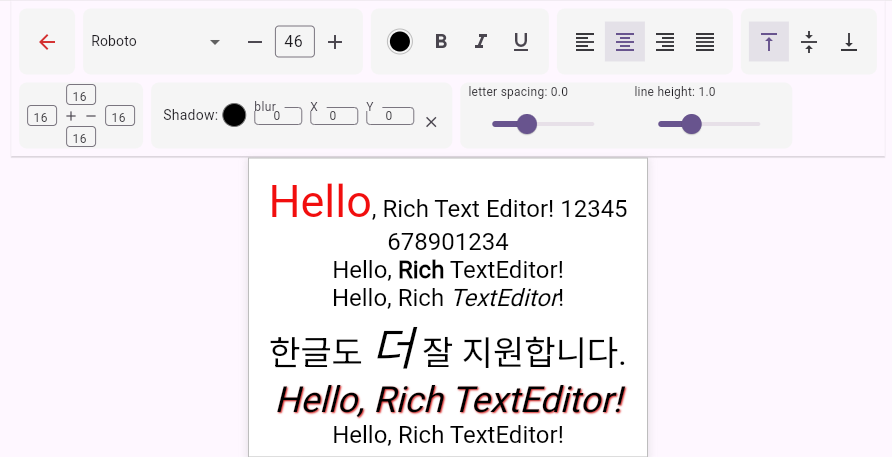 Roboto
46
B I U
16
16 + − 16
16
Shadow:
blur 0
X 0
Y 0
letter spacing: 0.0
line height: 1.0
Hello, Rich Text Editor! 12345
678901234
Hello, Rich TextEditor!
Hello, Rich TextEditor!
한글도 더 잘 지원합니다.
Hello, Rich TextEditor!
Hello, Rich TextEditor!